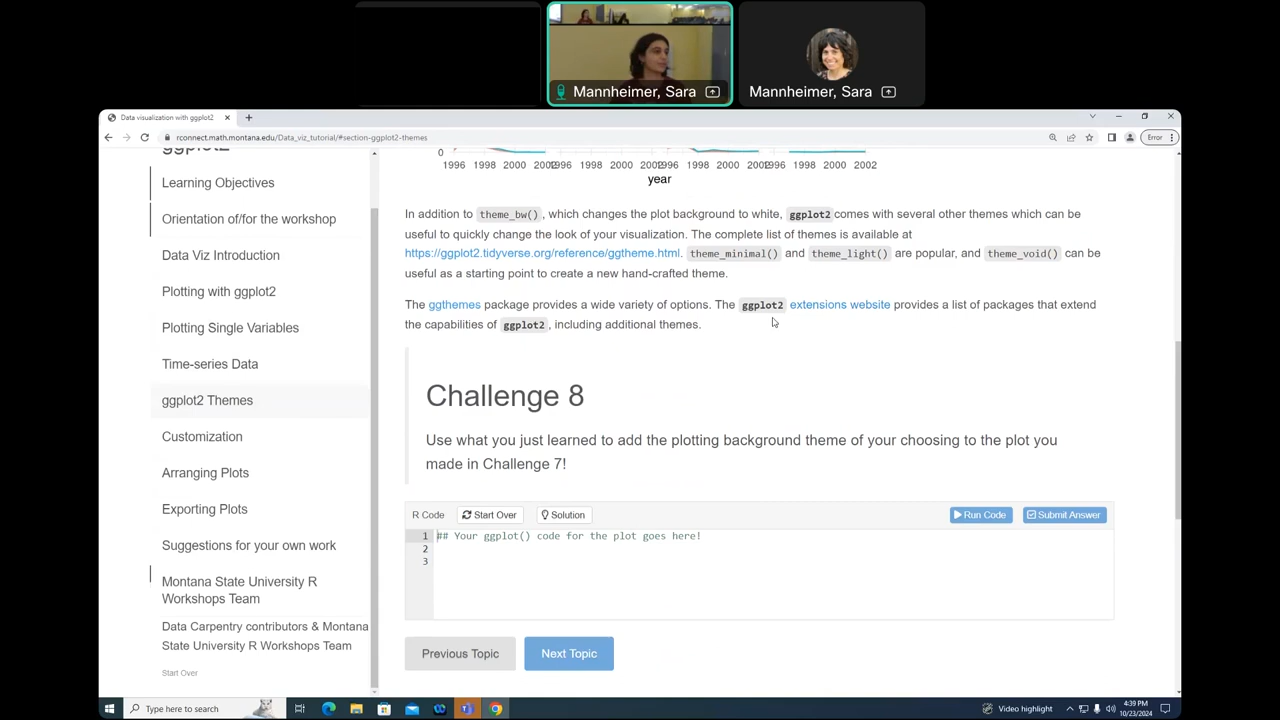 Mannheimer, Sara
Mannheimer, Sara
Data visualization with ggplot2
rconnect.math.montana.edu/Data_viz_tutorial/#section-ggplot2-themes
Error
ggplot2
Learning Objectives
Orientation of/for the workshop
Data Viz Introduction
Plotting with ggplot2
Plotting Single Variables
Time-series Data
ggplot2 Themes
Customization
Arranging Plots
Exporting Plots
Suggestions for your own work
Montana State University R
Workshops Team
Data Carpentry contributors & Montana
State University R Workshops Team
Start Over
0
1996 1998 2000 2002 1996 1998 2000 2002 1996 1998 2000 2002
year
In addition to theme_bw(), which changes the plot background to white, ggplot2 comes with several other themes which can be
useful to quickly change the look of your visualization. The complete list of themes is available at
https://ggplot2.tidyverse.org/reference/ggtheme.html. theme_minimal() and theme_light() are popular, and theme_void() can be
useful as a starting point to create a new hand-crafted theme.
The ggthemes package provides a wide variety of options. The ggplot2 extensions website provides a list of packages that extend
the capabilities of ggplot2, including additional themes.
Challenge 8
Use what you just learned to add the plotting background theme of your choosing to the plot you
made in Challenge 7!
R Code Start Over Solution Run Code Submit Answer
1 ## Your ggplot() code for the plot goes here!
2
3
Previous Topic Next Topic
Type here to search
Video highlight
4:39 PM
10/23/2024